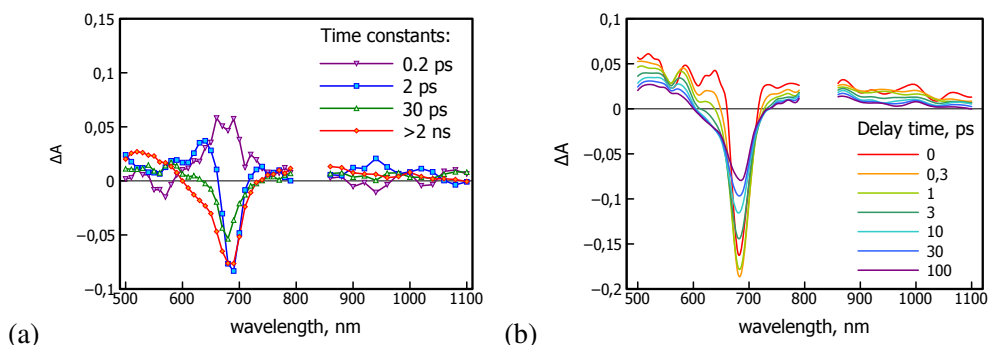 (a)
0,15
0,1
0,05
0
−0,05
−0,1
ΔA
500 600 700 800 900 1000 1100
wavelength, nm
Time constants:
0.2 ps
2 ps
30 ps
>2 ns
(b)
0,1
0,05
0
−0,05
−0,1
−0,15
−0,2
ΔA
500 600 700 800 900 1000 1100
wavelength, nm
Delay time, ps
0
0,3
1
3
10
30
100